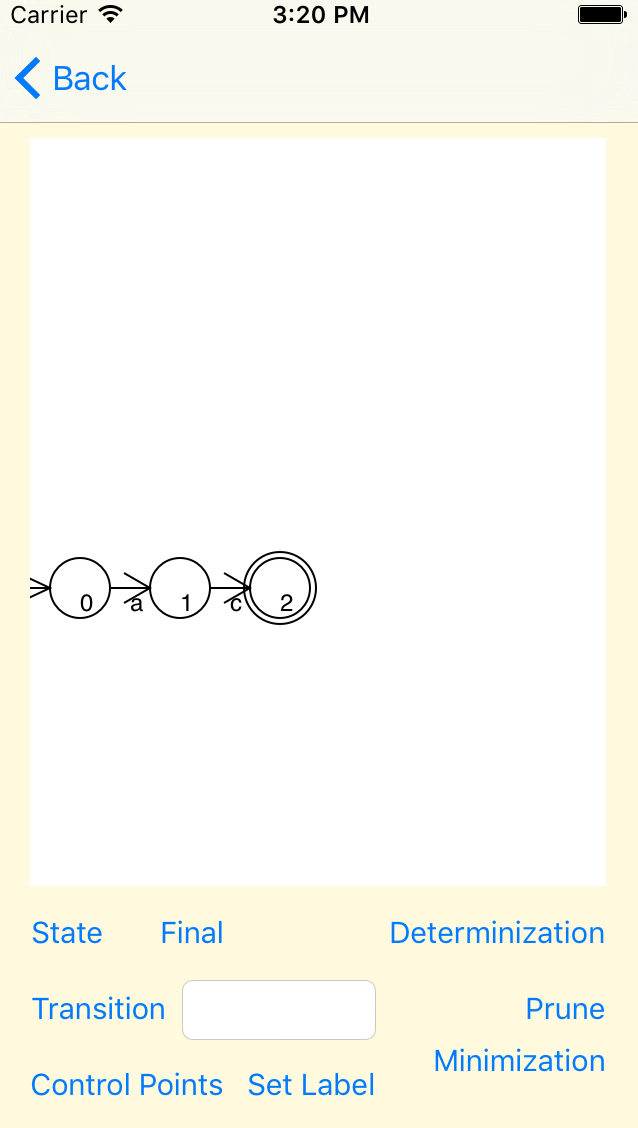 Carrier 3:20 PM
Back
0 a 1 c 2
State Final Determinization
Transition Prune
Minimization
Control Points Set Label